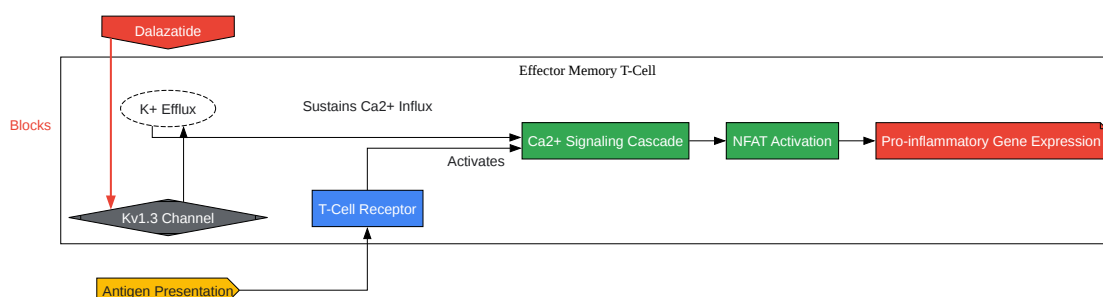 Dalazatide
Effector Memory T-Cell
K+ Efflux
Sustains Ca2+ Influx
Blocks
Ca2+ Signaling Cascade
NFAT Activation
Pro-inflammatory Gene Expression
Activates
T-Cell Receptor
Kv1.3 Channel
Antigen Presentation